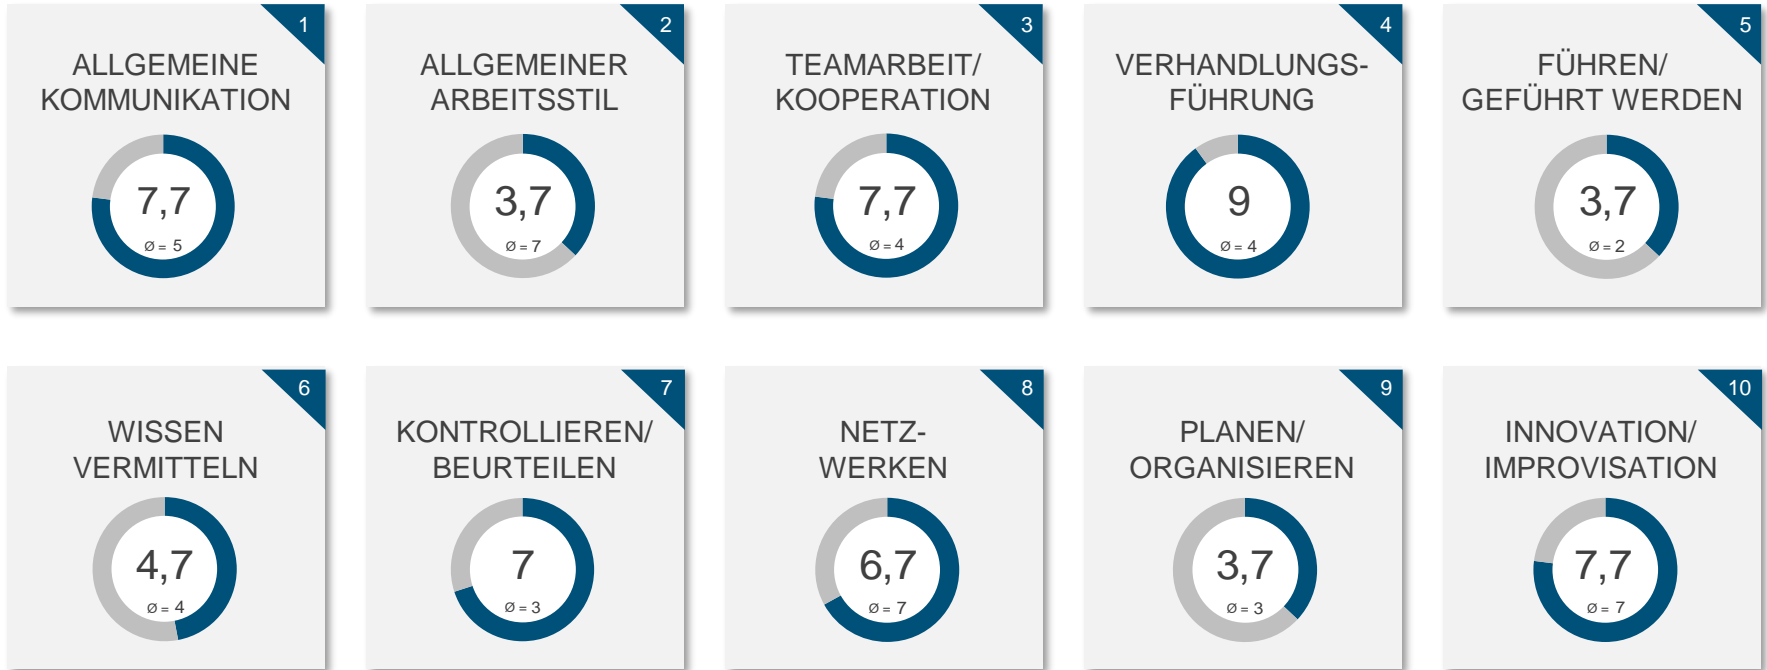 1
ALLGEMEINE
KOMMUNIKATION
7,7
Ø = 5
2
ALLGEMEINER
ARBEITSSTIL
3,7
Ø = 7
3
TEAMARBEIT/
KOOPERATION
7,7
Ø = 4
4
VERHANDLUNGS-
FÜHRUNG
9
Ø = 4
5
FÜHREN/
GEFÜHRT WERDEN
3,7
Ø = 2
6
WISSEN
VERMITTELN
4,7
Ø = 4
7
KONTROLLIEREN/
BEURTEILEN
7
Ø = 3
8
NETZ-
WERKEN
6,7
Ø = 7
9
PLANEN/
ORGANISIEREN
3,7
Ø = 3
10
INNOVATION/
IMPROVISATION
7,7
Ø = 7